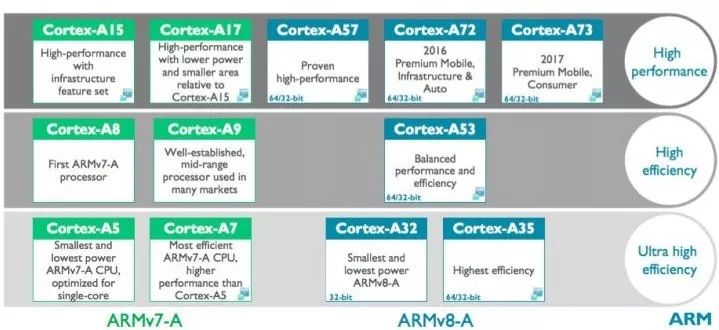 Cortex-A15
High-performance
with
infrastructure
feature set
Cortex-A17
High-performance
with lower power
and smaller area
relative to
Cortex-A15
Cortex-A57
Proven
high-performance
64/32-bit
Cortex-A72
2016
Premium Mobile,
Infrastructure &
Auto
64/32-bit
Cortex-A73
2017
Premium Mobile,
Consumer
64/32-bit
High
performance
Cortex-A8
First ARMv7-A
processor
Cortex-A9
Well-established,
mid-range
processor used in
many markets
Cortex-A53
Balanced
performance and
efficiency
64/32-bit
High
efficiency
Cortex-A5
Smallest and
lowest power
ARMv7-A CPU,
optimized for
single-core
Cortex-A7
Most efficient
ARMv7-A CPU,
higher
performance than
Cortex-A5
Cortex-A32
Smallest and
lowest power
ARMv8-A
32-bit
Cortex-A35
Highest efficiency
64/32-bit
Ultra high
efficiency
ARMv7-A
ARMv8-A
ARM